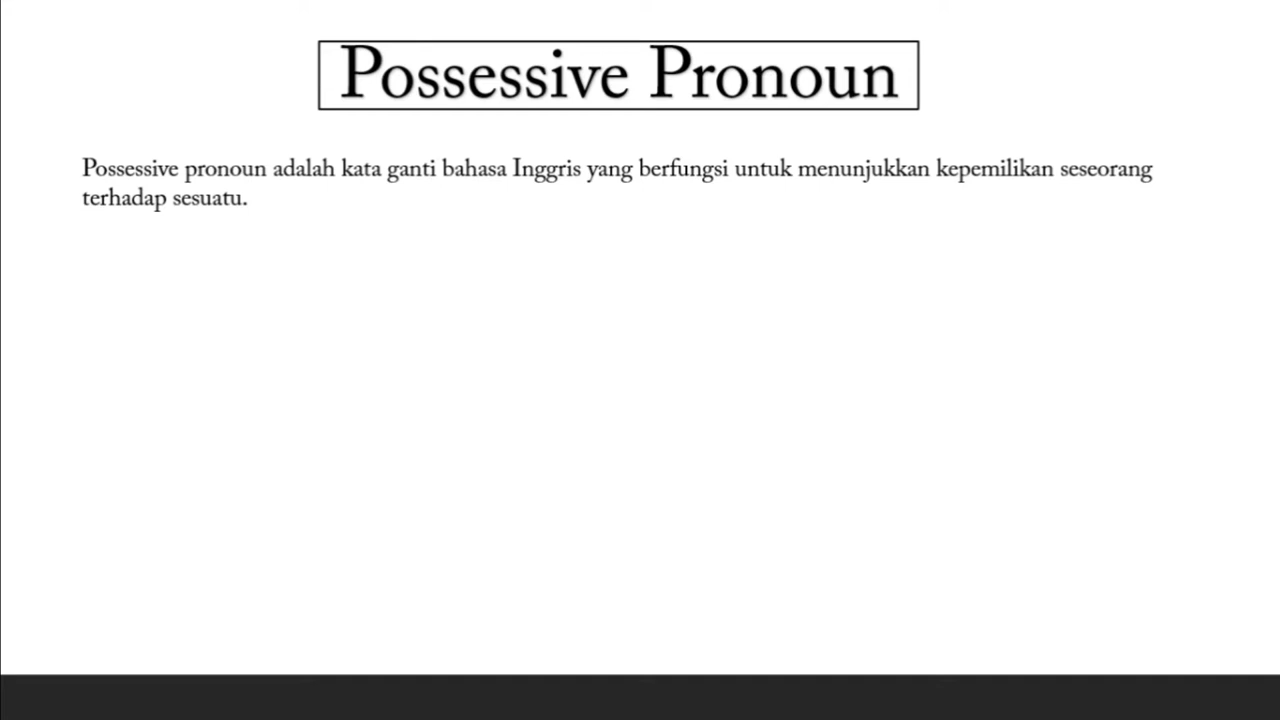 Possessive Pronoun
Possessive pronoun adalah kata ganti bahasa Inggris yang berfungsi untuk menunjukkan kepemilikan seseorang
terhadap sesuatu.